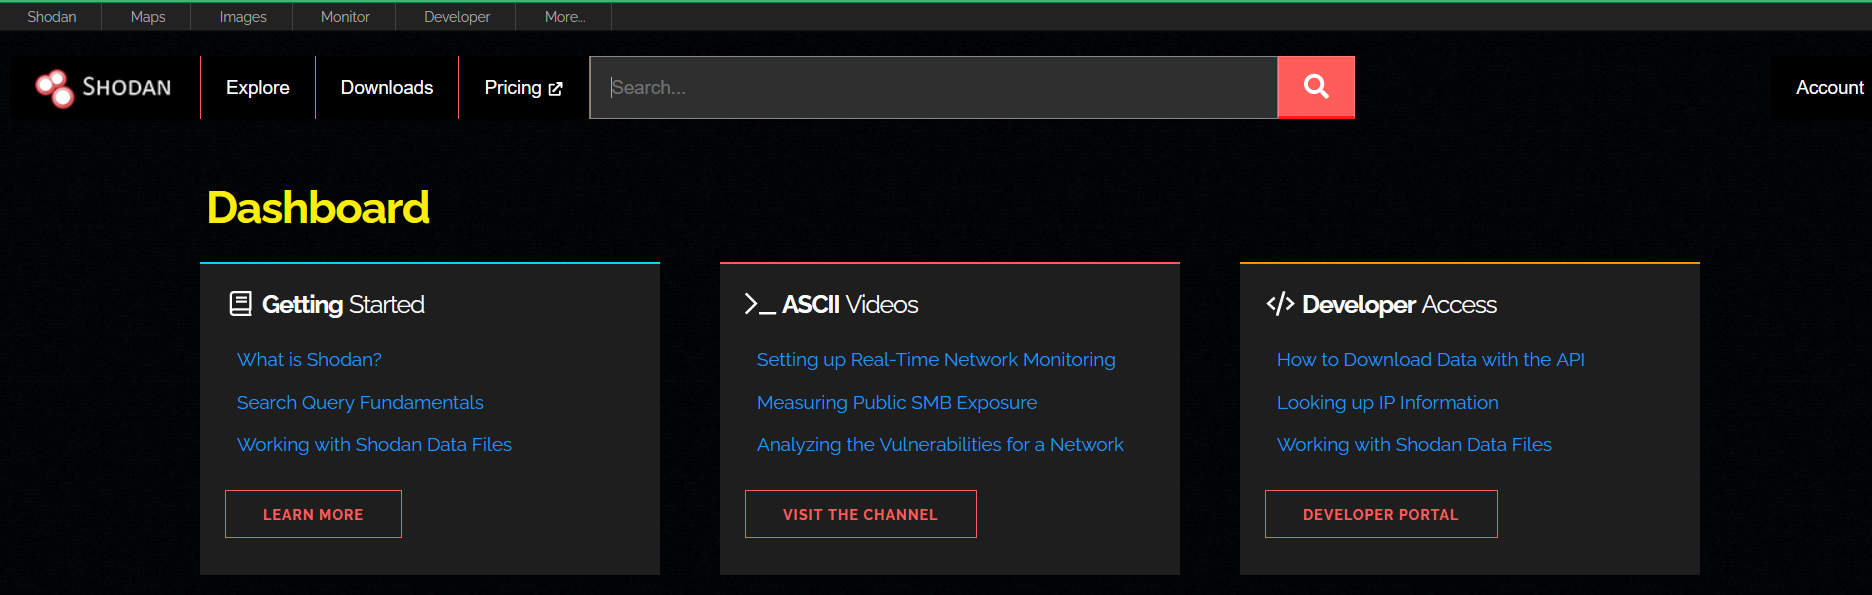 Shodan Maps Images Monitor Developer More...
SHODAN Explore Downloads Pricing Search... Account
Dashboard
Getting Started
What is Shodan?
Search Query Fundamentals
Working with Shodan Data Files
LEARN MORE
ASCII Videos
Setting up Real-Time Network Monitoring
Measuring Public SMB Exposure
Analyzing the Vulnerabilities for a Network
VISIT THE CHANNEL
Developer Access
How to Download Data with the API
Looking up IP Information
Working with Shodan Data Files
DEVELOPER PORTAL